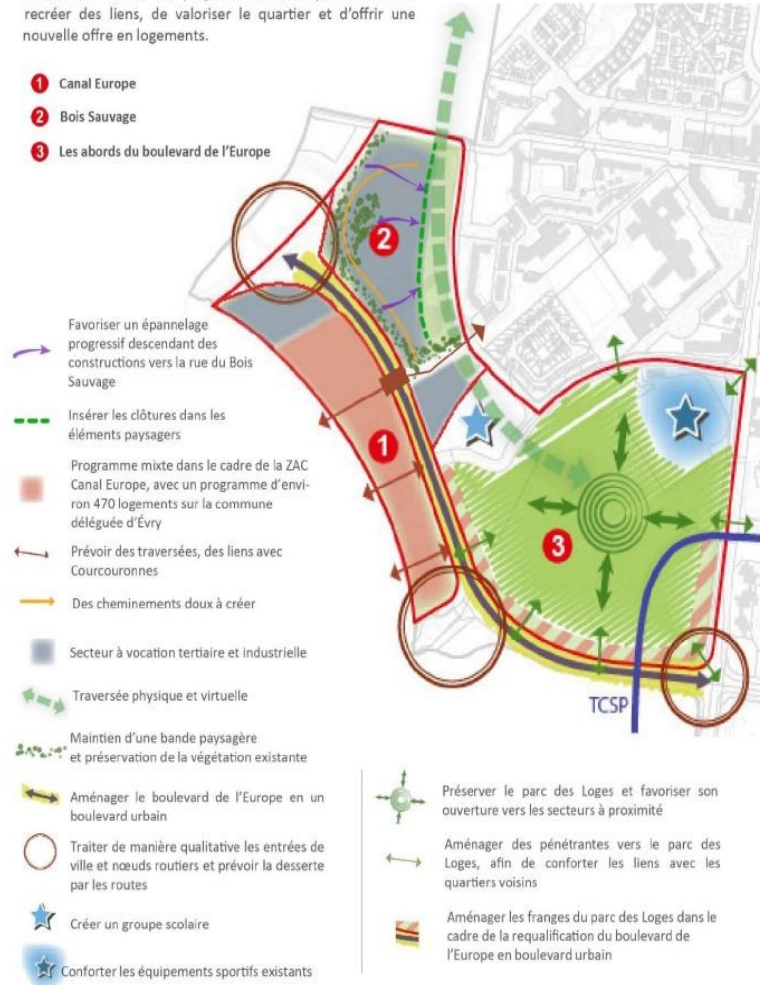 recréer des liens, de valoriser le quartier et d'offrir une
nouvelle offre en logements.
1 Canal Europe
2 Bois Sauvage
3 Les abords du boulevard de l'Europe
2
1
3
TCSP
Favoriser un épannelage
progressif descendant des
constructions vers la rue du Bois
Sauvage
Insérer les clôtures dans les
éléments paysagers
Programme mixte dans le cadre de la ZAC
Canal Europe, avec un programme d'envi-
ron 470 logements sur la commune
déléguée d'Évry
Prévoir des traversées, des liens avec
Courcouronnes
Des cheminements doux à créer
Secteur à vocation tertiaire et industrielle
Traversée physique et virtuelle
Maintien d'une bande paysagère
et préservation de la végétation existante
Aménager le boulevard de l'Europe en un
boulevard urbain
Traiter de manière qualitative les entrées de
ville et nœuds routiers et prévoir la desserte
par les routes
Créer un groupe scolaire
Conforter les équipements sportifs existants
Préserver le parc des Loges et favoriser son
ouverture vers les secteurs à proximité
Aménager des pénétrantes vers le parc des
Loges, afin de conforter les liens avec les
quartiers voisins
Aménager les franges du parc des Loges dans le
cadre de la requalification du boulevard de
l'Europe en boulevard urbain